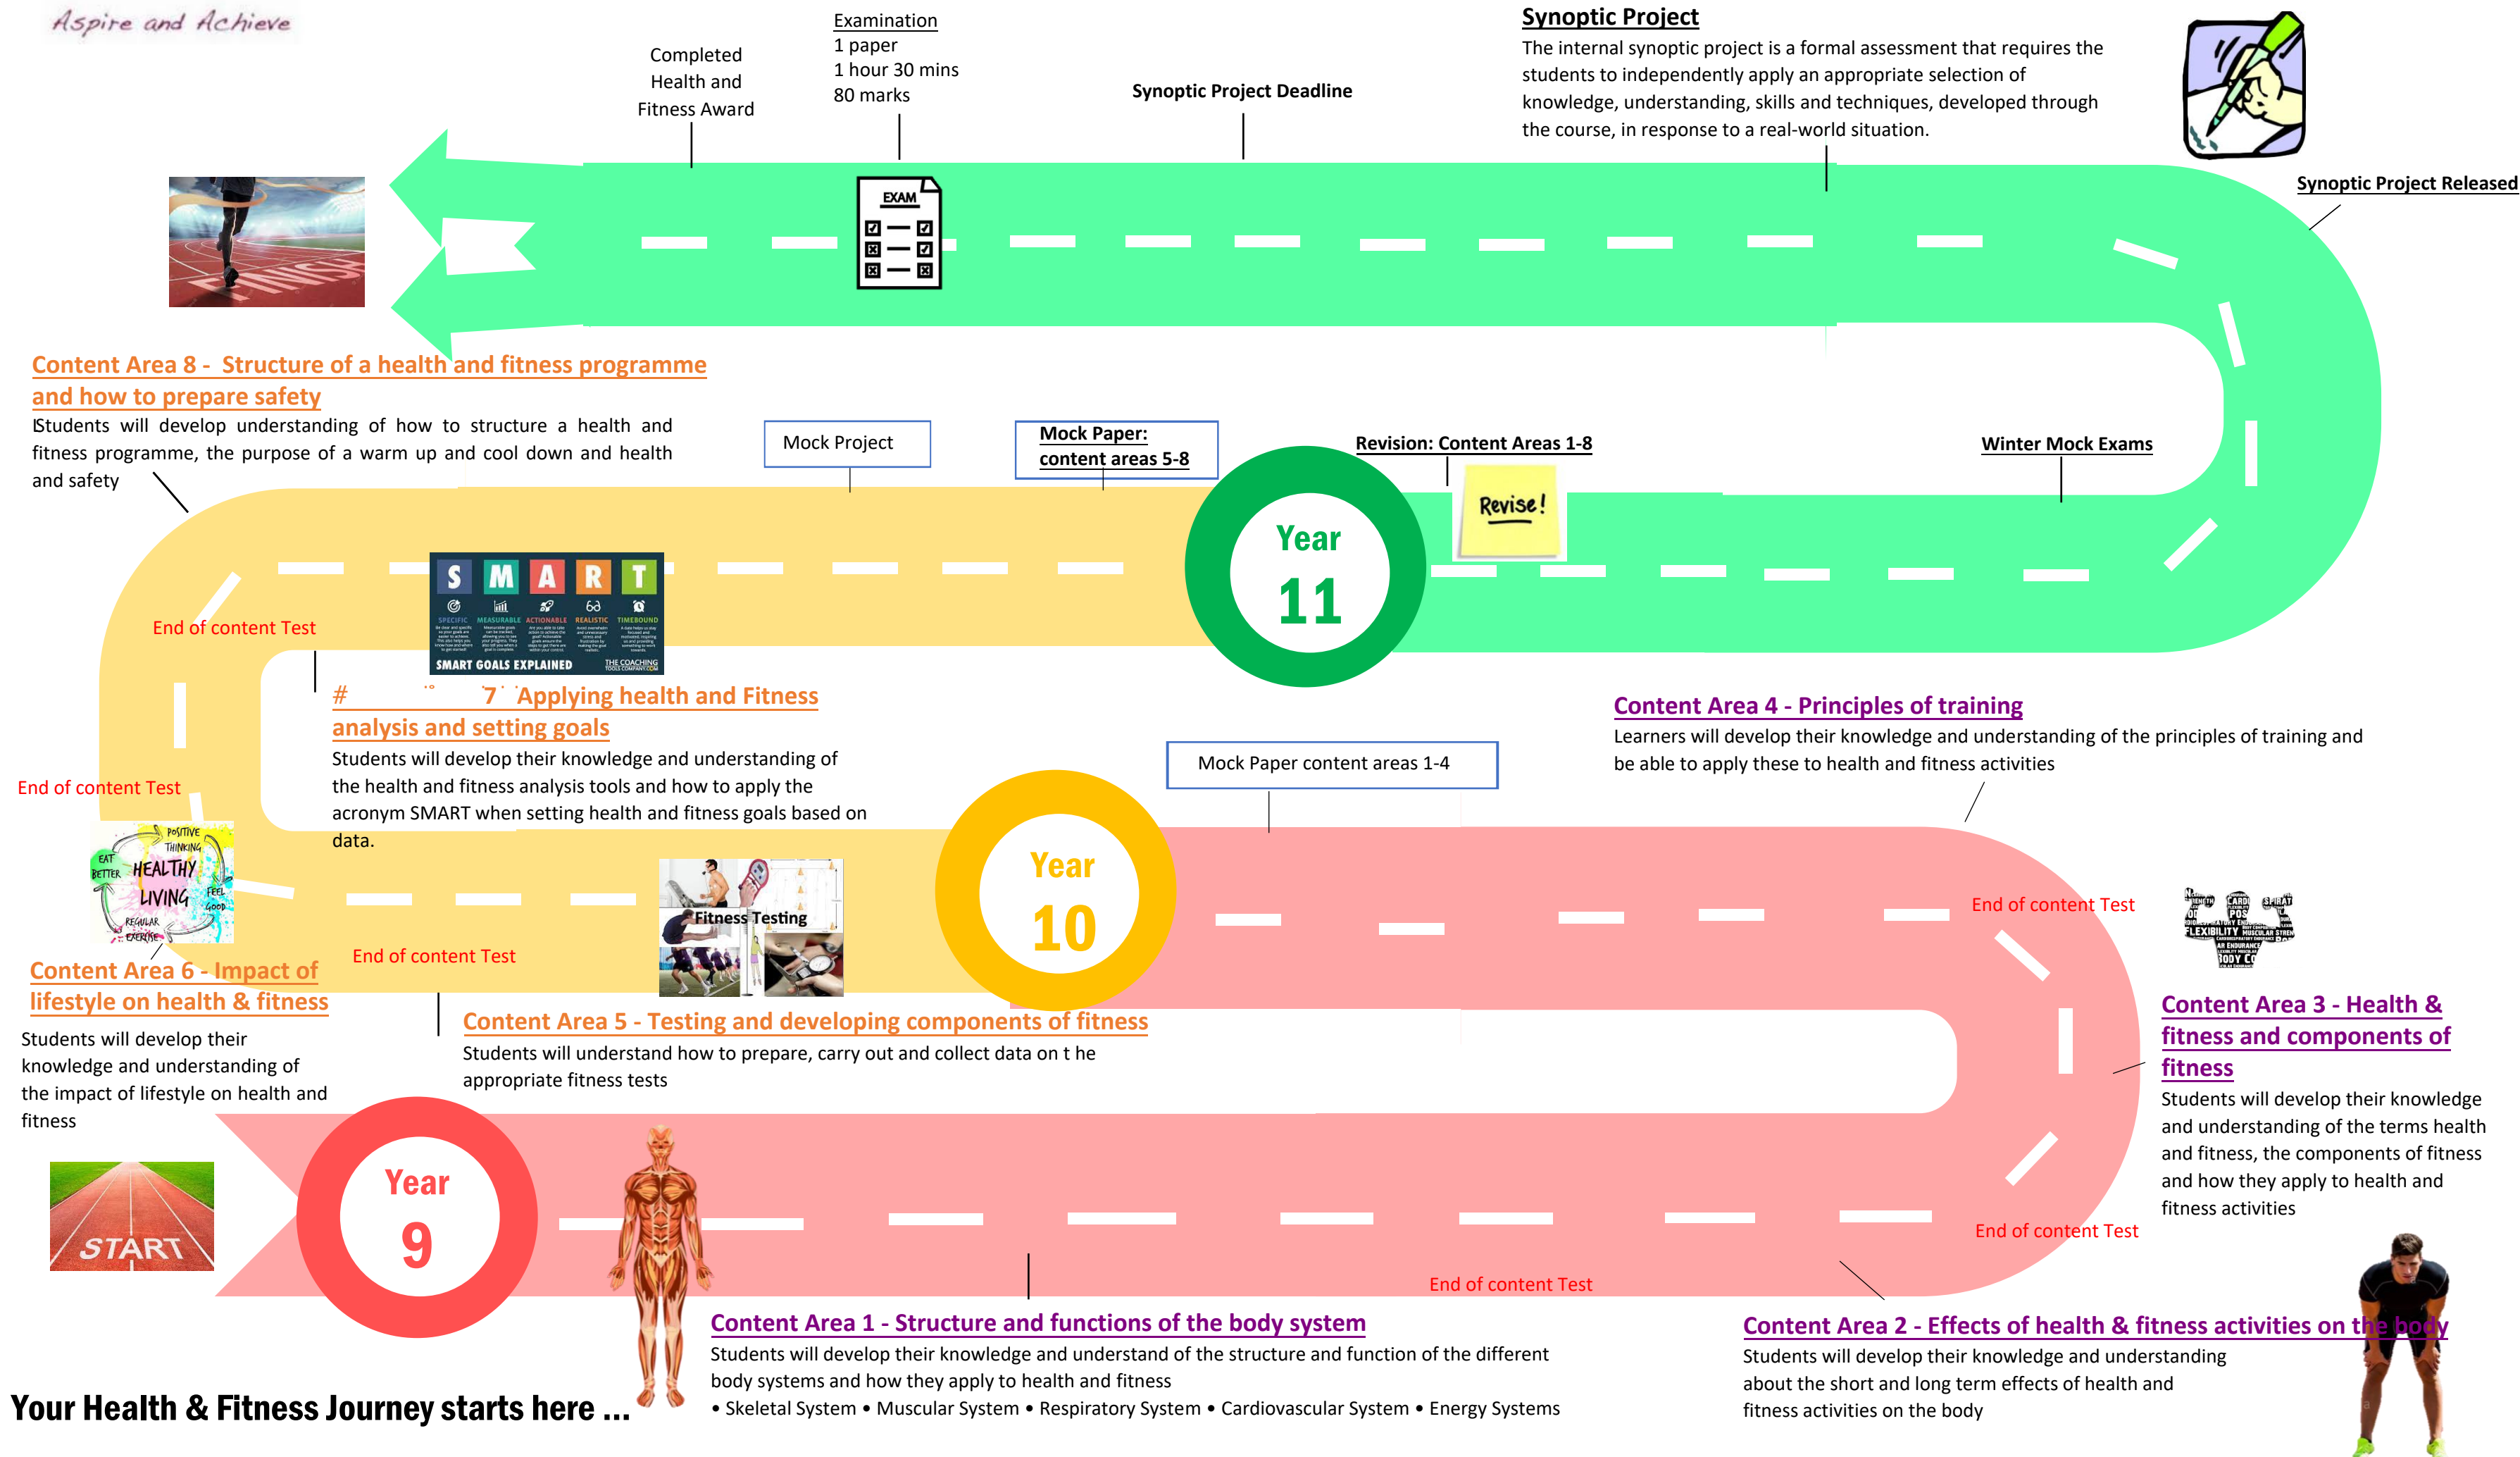 Aspire and Achieve
Completed
Health and
Fitness Award
Examination
1 paper
1 hour 30 mins
80 marks
Synoptic Project Deadline
Synoptic Project
The internal synoptic project is a formal assessment that requires the
students to independently apply an appropriate selection of
knowledge, understanding, skills and techniques, developed through
the course, in response to a real-world situation.
Synoptic Project Released
EXAM
FINISH
Content Area 8 - Structure of a health and fitness programme
and how to prepare safety
Students will develop understanding of how to structure a health and
fitness programme, the purpose of a warm up and cool down and health
and safety
Mock Project
Mock Paper:
content areas 5-8
Revision: Content Areas 1-8
Revise!
Winter Mock Exams
Year
11
End of content Test
S M A R T
SPECIFIC MEASURABLE ACTIONABLE REALISTIC TIMEBOUND
SMART GOALS EXPLAINED
THE COACHING
TOOLS COMPANY.COM
# 7 Applying health and Fitness
analysis and setting goals
Students will develop their knowledge and understanding of
the health and fitness analysis tools and how to apply the
acronym SMART when setting health and fitness goals based on
data.
Content Area 4 - Principles of training
Learners will develop their knowledge and understanding of the principles of training and
be able to apply these to health and fitness activities
Mock Paper content areas 1-4
End of content Test
POSITIVE
THINKING
EAT
BETTER
HEALTHY
LIVING
FEEL
GOOD
REGULAR
EXERCISE
Fitness Testing
Year
10
End of content Test
FLEXIBILITY
MUSCULAR STREN
AR ENDURANCE
BODY CO
End of content Test
Content Area 6 - Impact of
lifestyle on health & fitness
Students will develop their
knowledge and understanding of
the impact of lifestyle on health and
fitness
Content Area 5 - Testing and developing components of fitness
Students will understand how to prepare, carry out and collect data on t he
appropriate fitness tests
Content Area 3 - Health &
fitness and components of
fitness
Students will develop their knowledge
and understanding of the terms health
and fitness, the components of fitness
and how they apply to health and
fitness activities
Year
9
START
End of content Test
End of content Test
Content Area 1 - Structure and functions of the body system
Students will develop their knowledge and understand of the structure and function of the different
body systems and how they apply to health and fitness
• Skeletal System • Muscular System • Respiratory System • Cardiovascular System • Energy Systems
Content Area 2 - Effects of health & fitness activities on the body
Students will develop their knowledge and understanding
about the short and long term effects of health and
fitness activities on the body
Your Health & Fitness Journey starts here ...